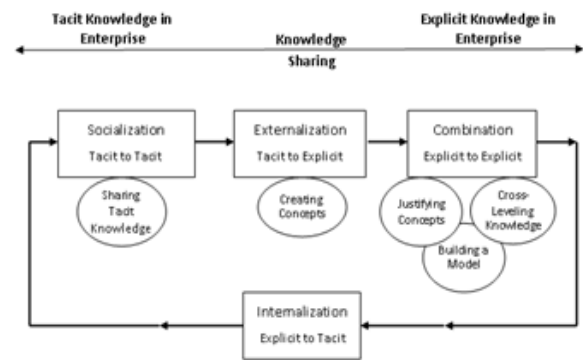 Tacit Knowledge in
Enterprise
Knowledge
Sharing
Explicit Knowledge in
Enterprise
Socialization
Tacit to Tacit
Externalization
Tacit to Explicit
Combination
Explicit to Explicit
Sharing
Tacit
Knowledge
Creating
Concepts
Justifying
Concepts
Cross-
Leveling
Knowledge
Building a
Model
Internalization
Explicit to Tacit